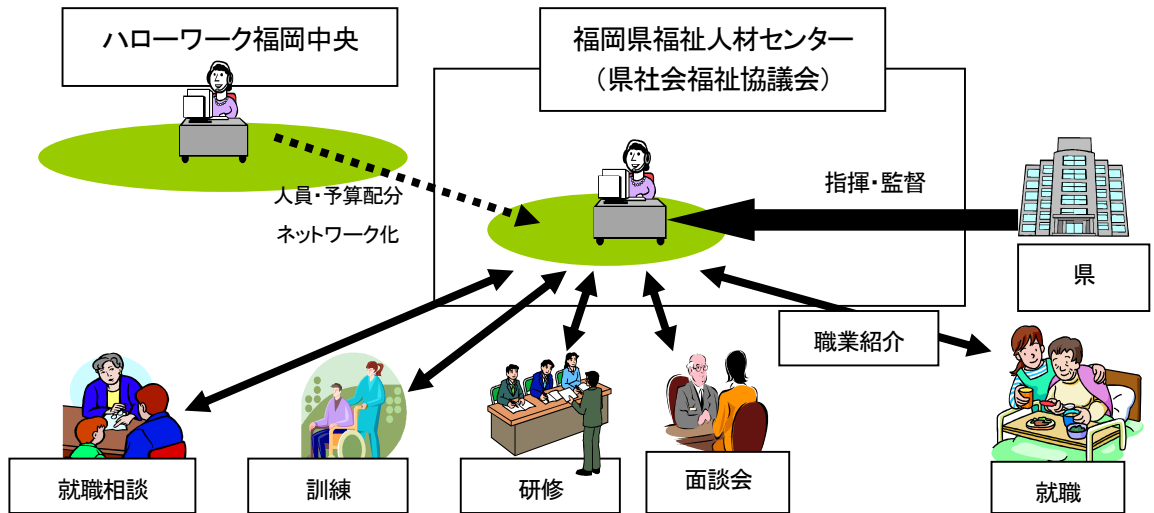 ハローワーク福岡中央
福岡県福祉人材センター
（県社会福祉協議会）
人員・予算配分
ネットワーク化
指揮・監督
県
職業紹介
就職相談
訓練
研修
面談会
就職